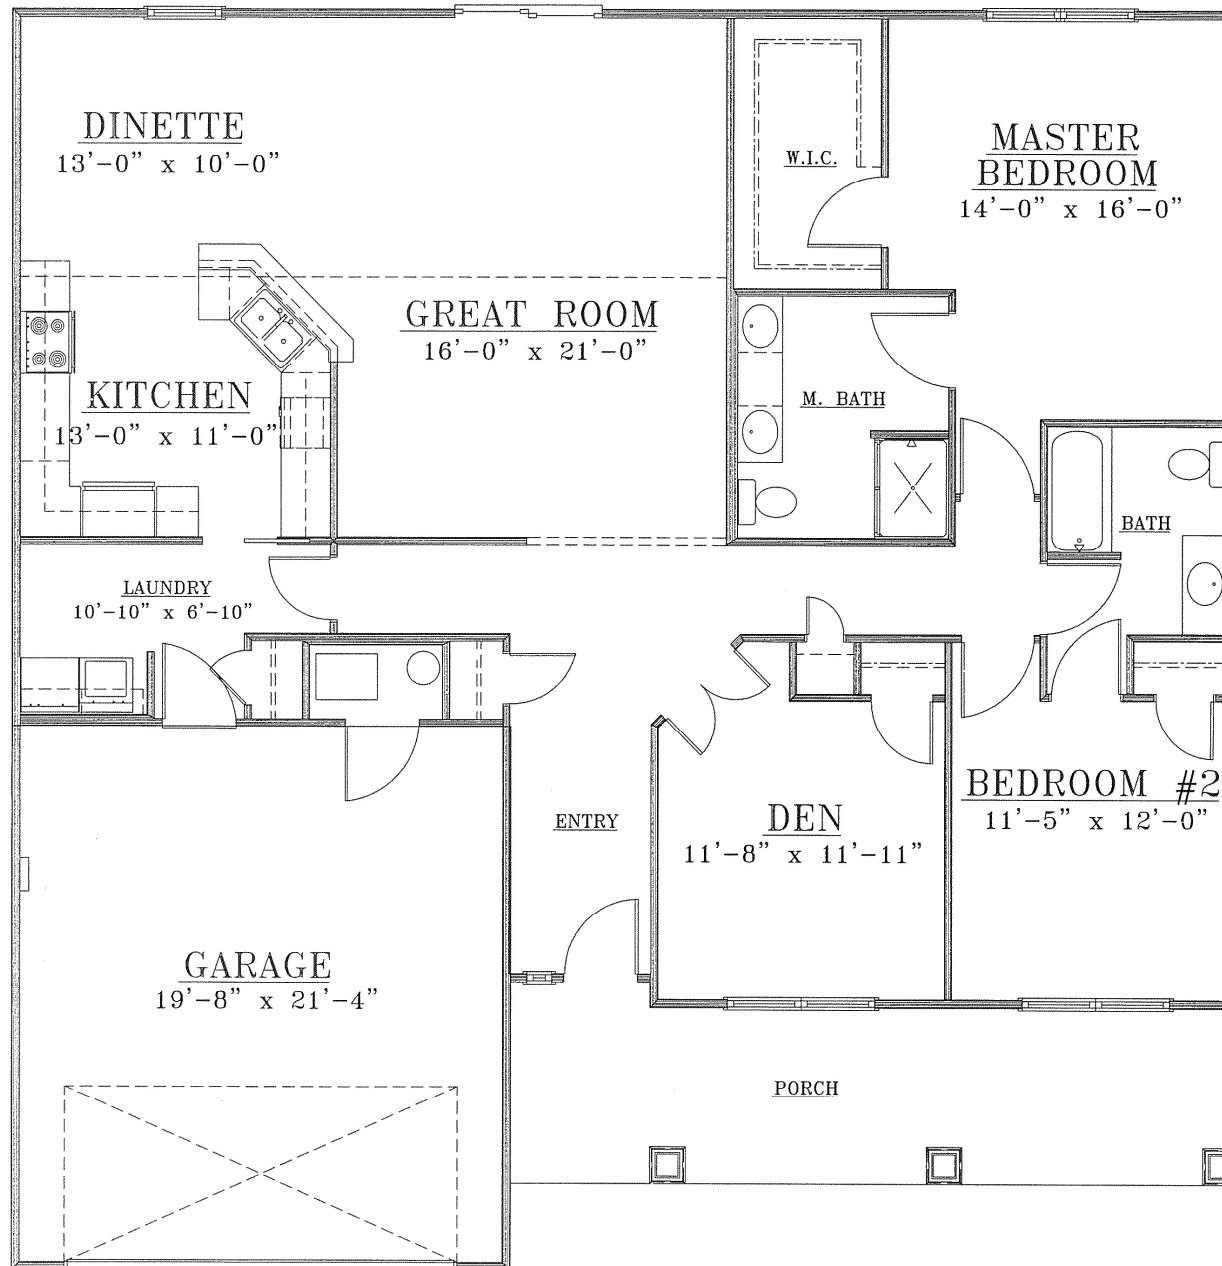 DINETTE
13'-0" x 10'-0"
W.I.C.
MASTER
BEDROOM
14'-0" x 16'-0"
GREAT ROOM
16'-0" x 21'-0"
KITCHEN
13'-0" x 11'-0"
M. BATH
BATH
LAUNDRY
10'-10" x 6'-10"
ENTRY
DEN
11'-8" x 11'-11"
BEDROOM #2
11'-5" x 12'-0"
GARAGE
19'-8" x 21'-4"
PORCH